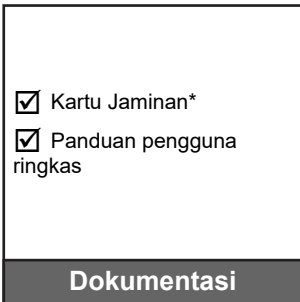 ☑ Kartu Jaminan*
☑ Panduan pengguna
ringkas
Dokumentasi